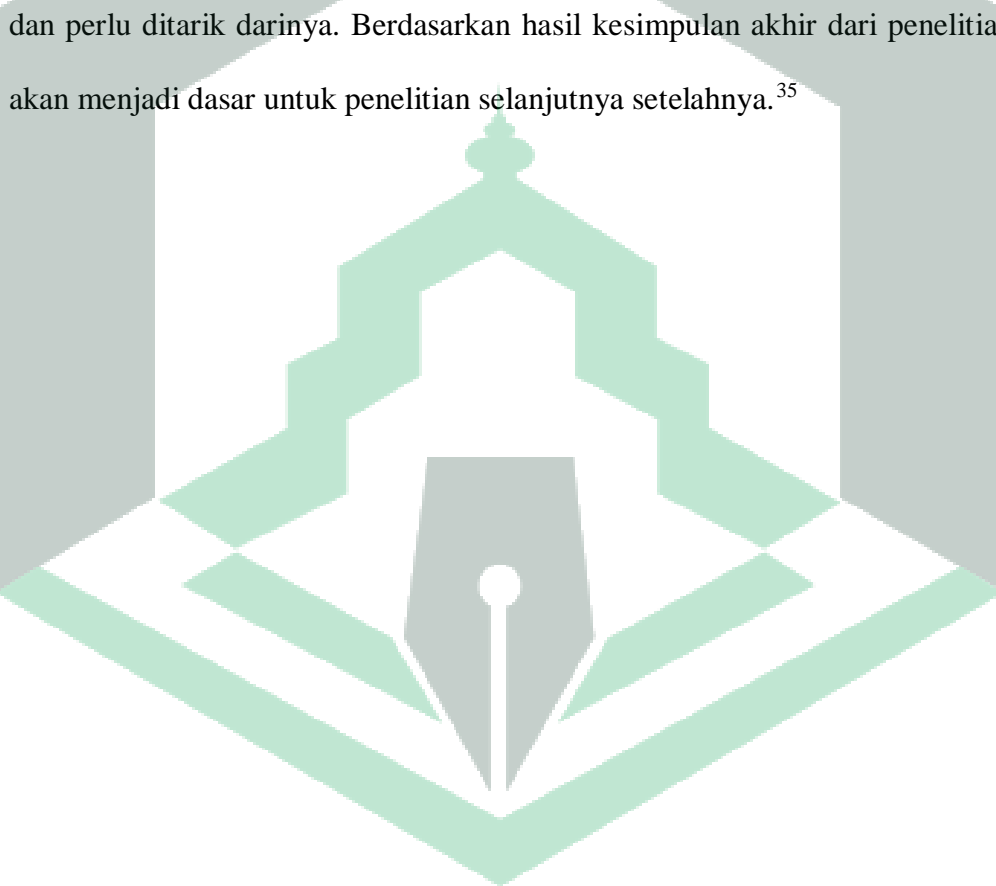 dan perlu ditarik darinya. Berdasarkan hasil kesimpulan akhir dari penelitia
akan menjadi dasar untuk penelitian selanjutnya setelahnya.35